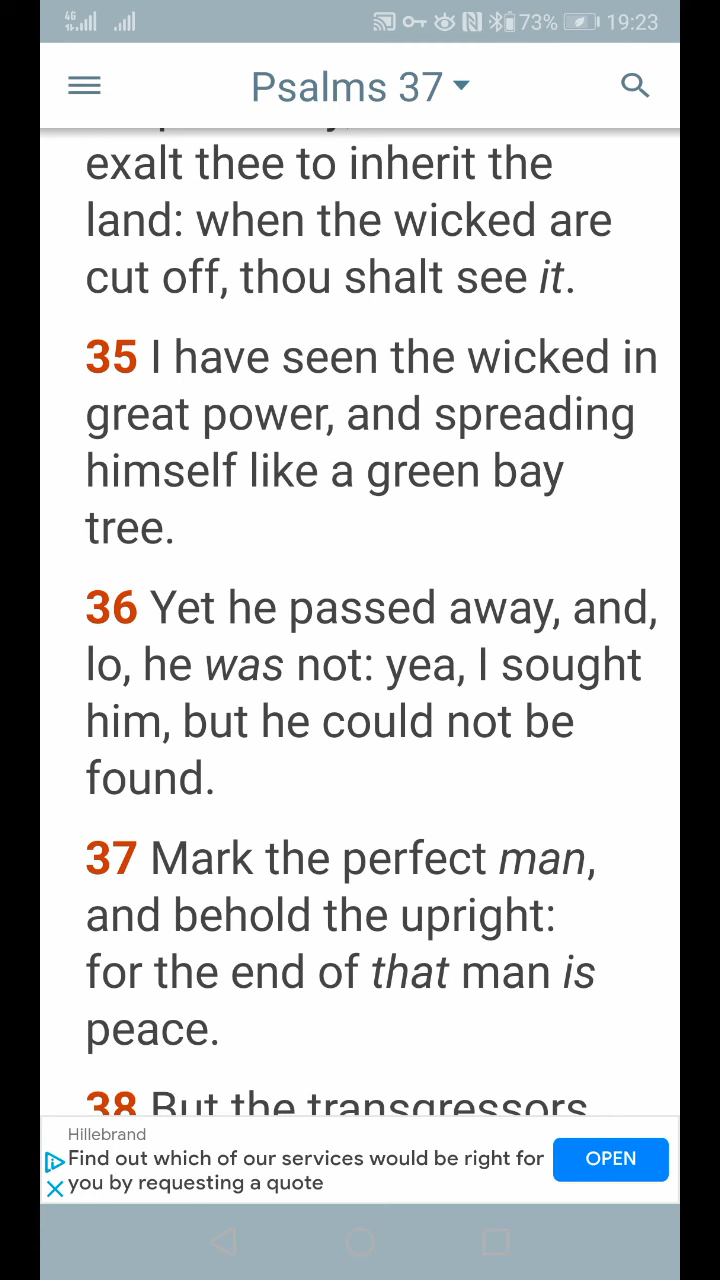 4G 73% 19:23
Psalms 37
exalt thee to inherit the
land: when the wicked are
cut off, thou shalt see it.
35 I have seen the wicked in
great power, and spreading
himself like a green bay
tree.
36 Yet he passed away, and,
lo, he was not: yea, I sought
him, but he could not be
found.
37 Mark the perfect man,
and behold the upright:
for the end of that man is
peace.
38 But the transgressors
Hillebrand
Find out which of our services would be right for
you by requesting a quote
OPEN